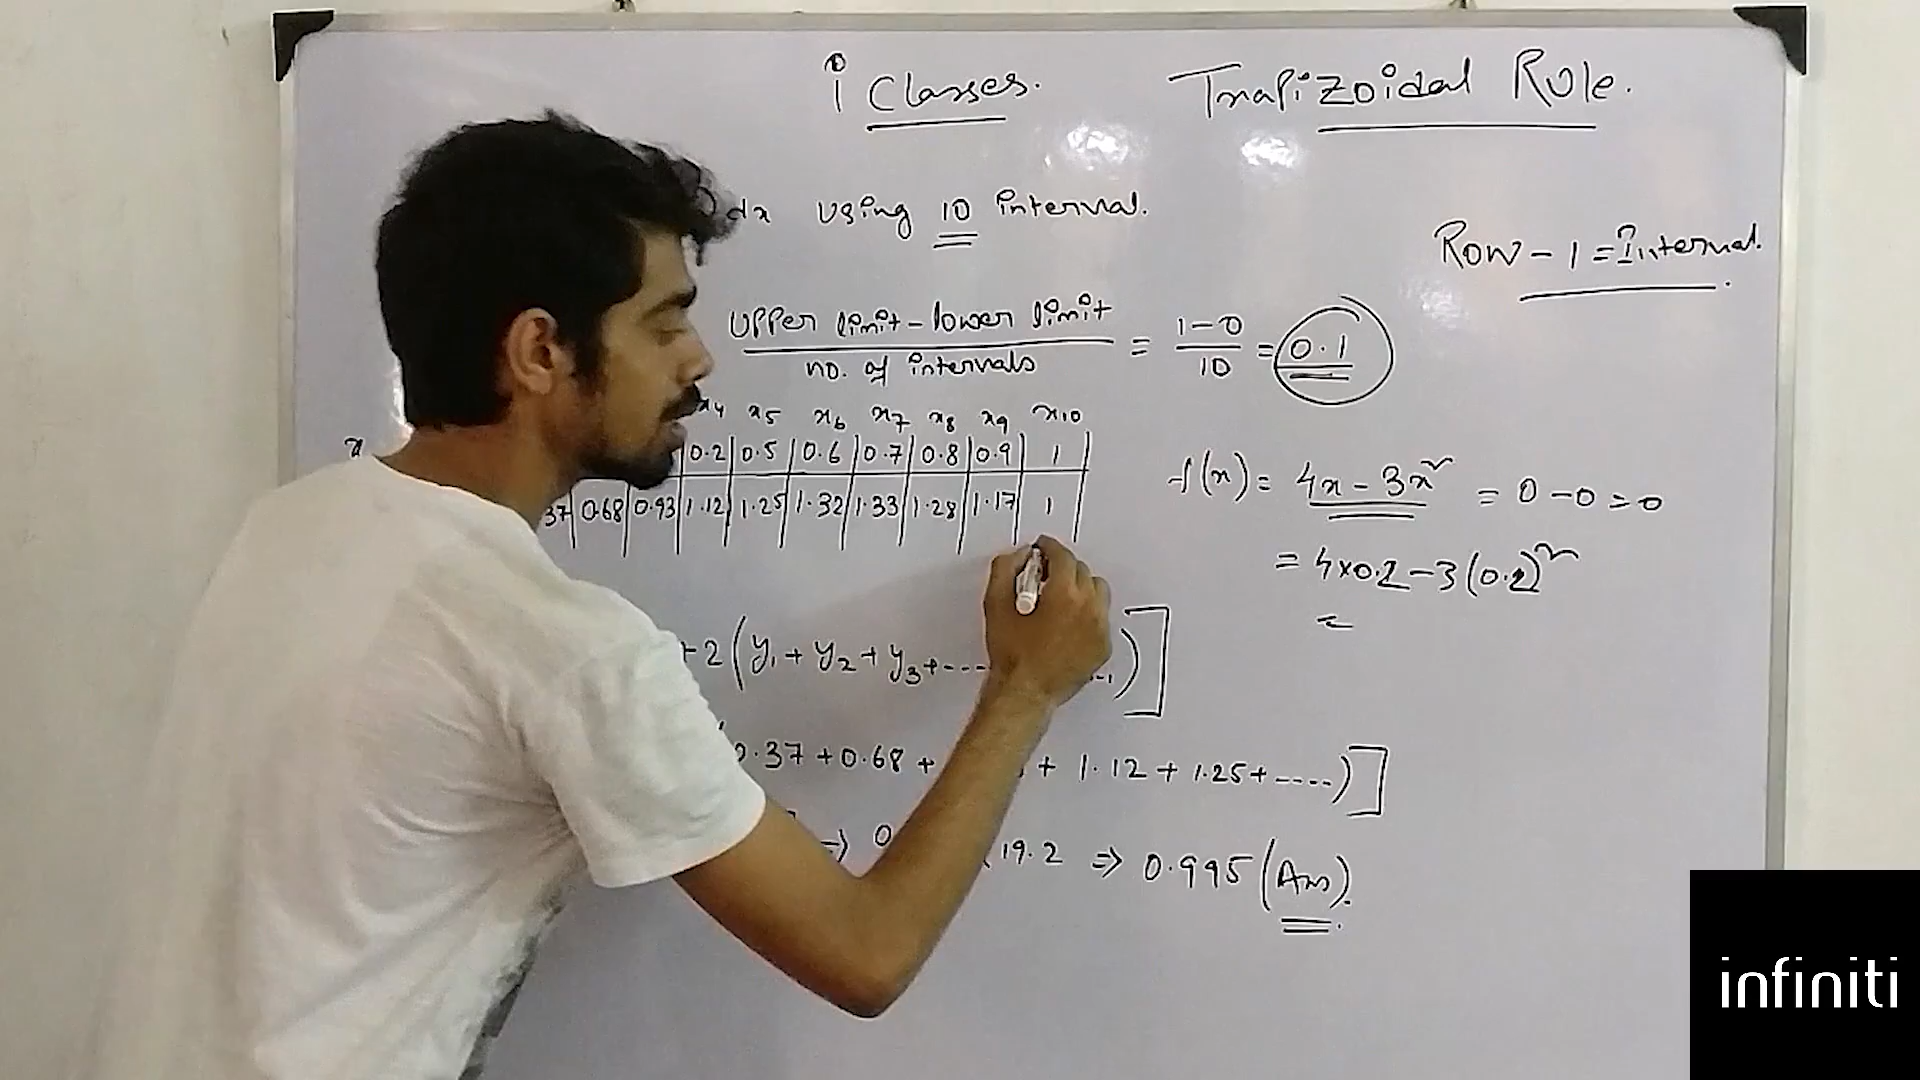 i Classes. Trapizoidal Rule.
dx using 10 interval.
Row - 1 = Interval.
Upper limit - lower limit / no. of intervals = 1-0 / 10 = 0.1
x4 x5 x6 x7 x8 x9 x10
x 0.2 0.5 0.6 0.7 0.8 0.9 1
37 0.68 0.93 1.12 1.25 1.32 1.33 1.28 1.17 1
f(x) = 4x - 3x² = 0 - 0 = 0
= 4x0.2 - 3(0.2)²
+2(y1 + y2 + y3 + ---- )]
0.37 + 0.68 + + 1.12 + 1.25 + ----)]
⇒ 0 19.2 ⇒ 0.995 (Ans).
infiniti